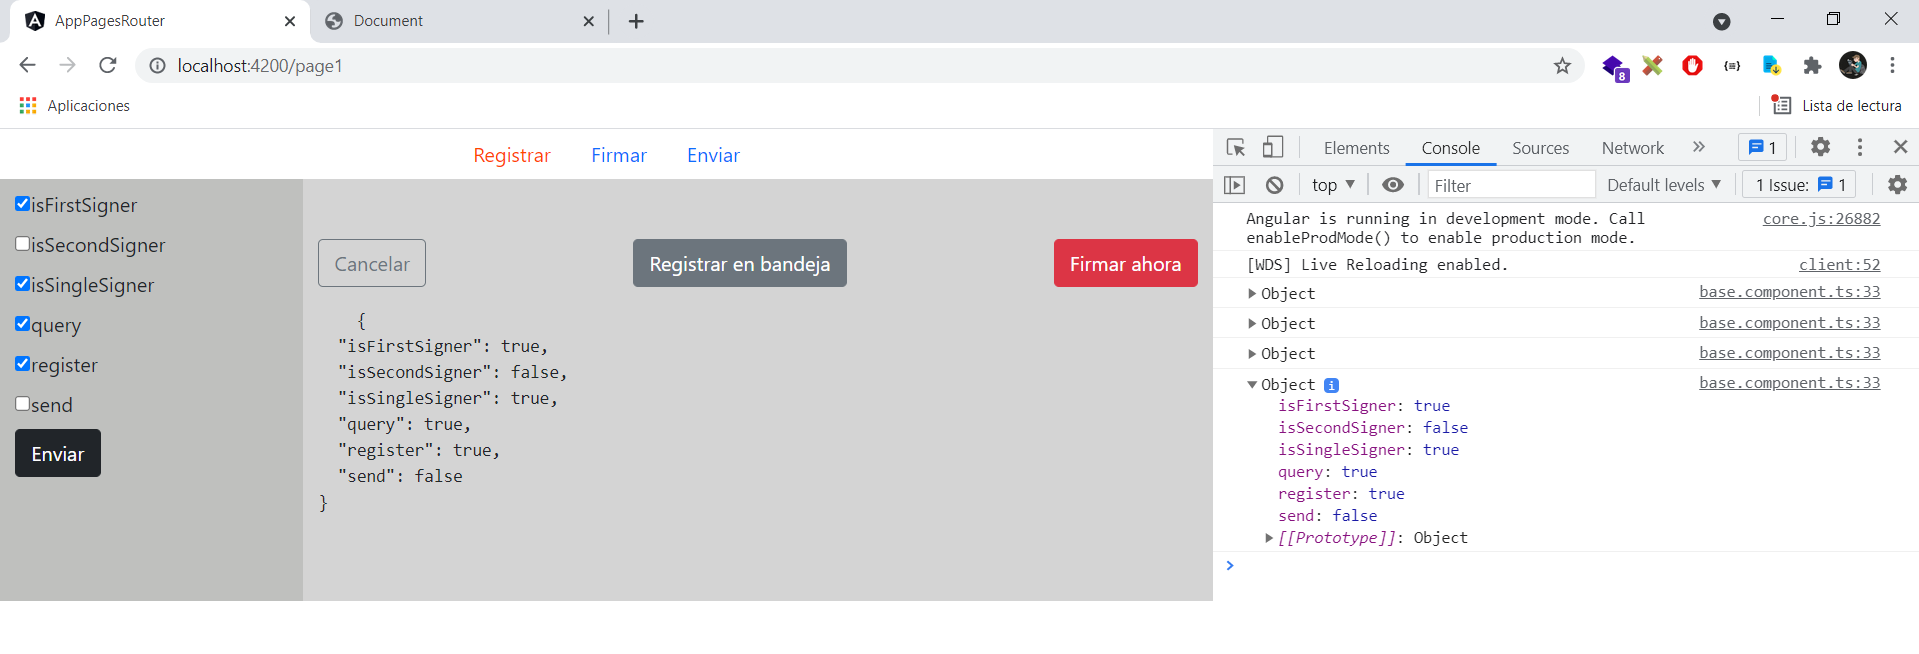 AppPagesRouter
Document
localhost:4200/page1
8
Aplicaciones
Lista de lectura
Registrar Firmar Enviar
isFirstSigner
isSecondSigner
isSingleSigner
query
register
send
Enviar
Cancelar
Registrar en bandeja
Firmar ahora
{
"isFirstSigner": true,
"isSecondSigner": false,
"isSingleSigner": true,
"query": true,
"register": true,
"send": false
}
Elements Console Sources Network » 1
top Filter Default levels 1 Issue: 1
Angular is running in development mode. Call core.js:26882
enableProdMode() to enable production mode.
[WDS] Live Reloading enabled. client:52
Object base.component.ts:33
Object base.component.ts:33
Object base.component.ts:33
Object i base.component.ts:33
isFirstSigner: true
isSecondSigner: false
isSingleSigner: true
query: true
register: true
send: false
[[Prototype]]: Object